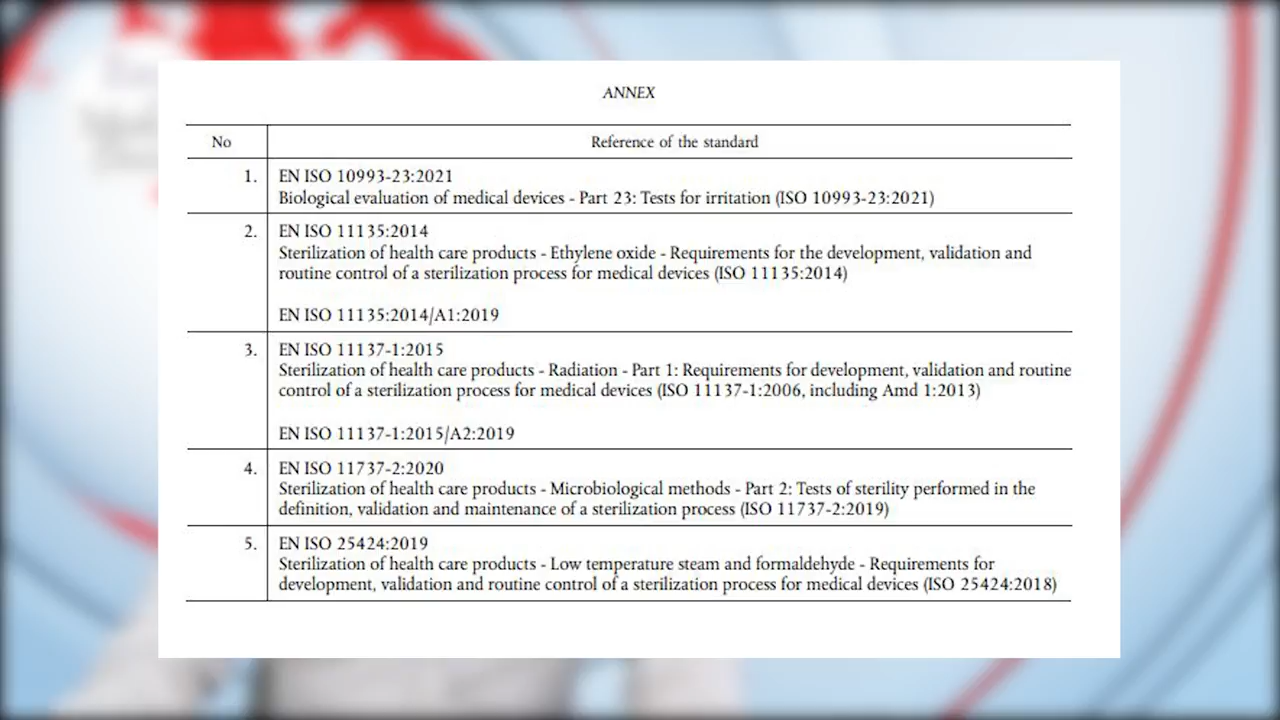 ANNEX
No Reference of the standard
1. EN ISO 10993-23:2021
Biological evaluation of medical devices - Part 23: Tests for irritation (ISO 10993-23:2021)
2. EN ISO 11135:2014
Sterilization of health care products - Ethylene oxide - Requirements for the development, validation and
routine control of a sterilization process for medical devices (ISO 11135:2014)
EN ISO 11135:2014/A1:2019
3. EN ISO 11137-1:2015
Sterilization of health care products - Radiation - Part 1: Requirements for development, validation and routine
control of a sterilization process for medical devices (ISO 11137-1:2006, including Amd 1:2013)
EN ISO 11137-1:2015/A2:2019
4. EN ISO 11737-2:2020
Sterilization of health care products - Microbiological methods - Part 2: Tests of sterility performed in the
definition, validation and maintenance of a sterilization process (ISO 11737-2:2019)
5. EN ISO 25424:2019
Sterilization of health care products - Low temperature steam and formaldehyde - Requirements for
development, validation and routine control of a sterilization process for medical devices (ISO 25424:2018)